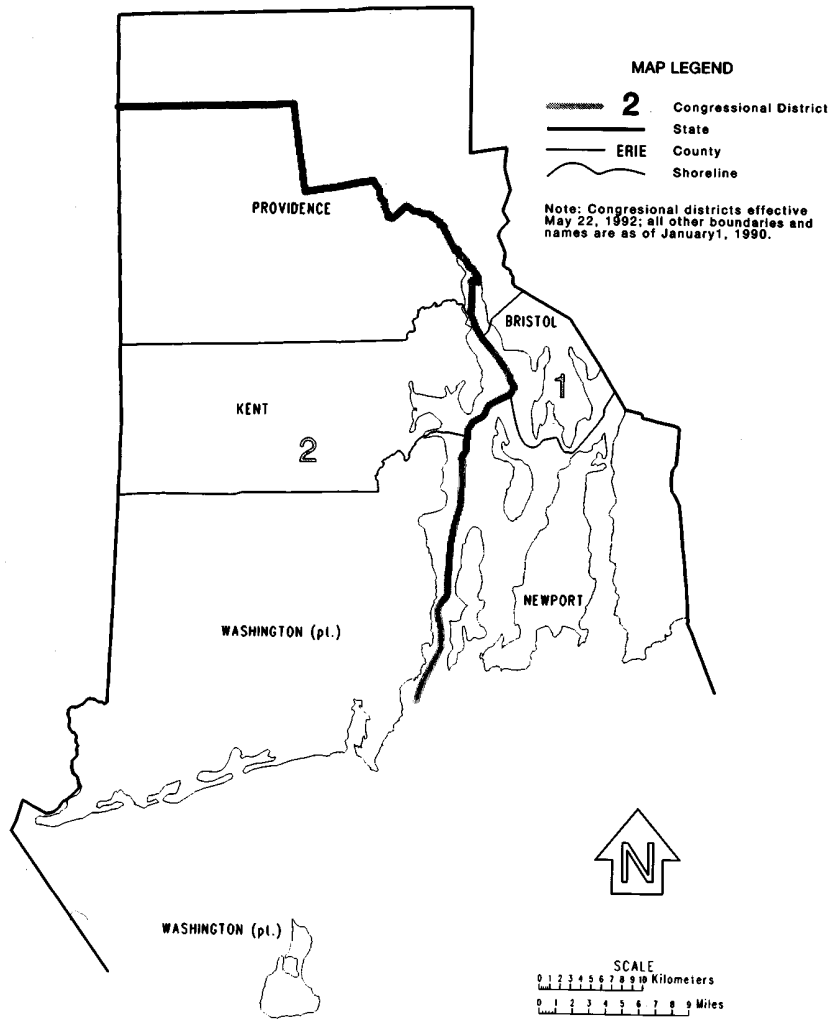 MAP LEGEND
2 Congressional District
State
ERIE County
Shoreline
Note: Congresional districts effective
May 22, 1992; all other boundaries and
names are as of January1, 1990.
PROVIDENCE
BRISTOL
1
KENT
2
NEWPORT
WASHINGTON (pt.)
N
WASHINGTON (pt.)
SCALE
0 1 2 3 4 5 6 7 8 9 10 Kilometers
0 1 2 3 4 5 6 7 8 9 Miles